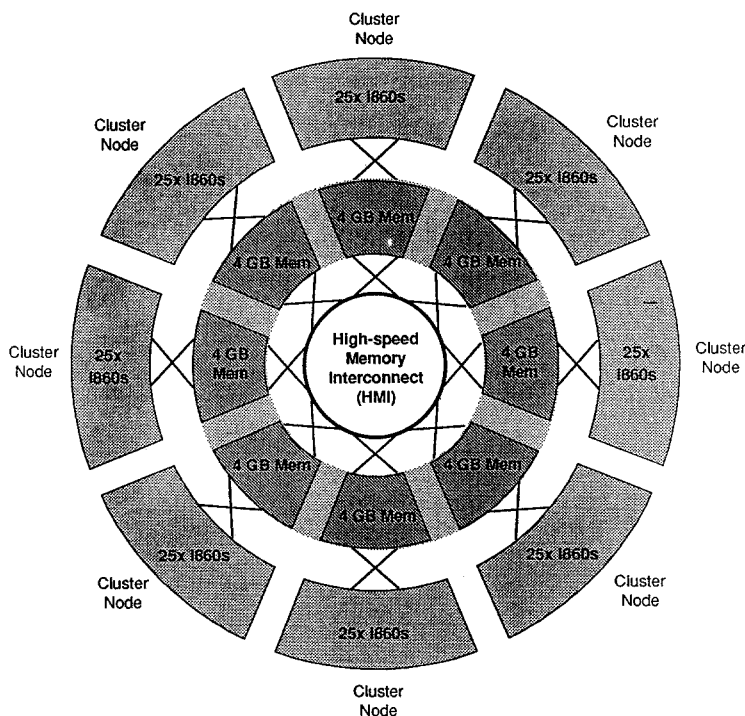 Cluster
Node
25x I860s
Cluster
Node
25x I860s
Cluster
Node
25x I860s
4 GB Mem
4 GB Mem
4 GB Mem
Cluster
Node
25x
I860s
4 GB
Mem
High-speed
Memory
Interconnect
(HMI)
4 GB
Mem
25x
I860s
Cluster
Node
4 GB Mem
4 GB Mem
4 GB Mem
25x I860s
Cluster
Node
25x I860s
Cluster
Node
25x I860s
Cluster
Node